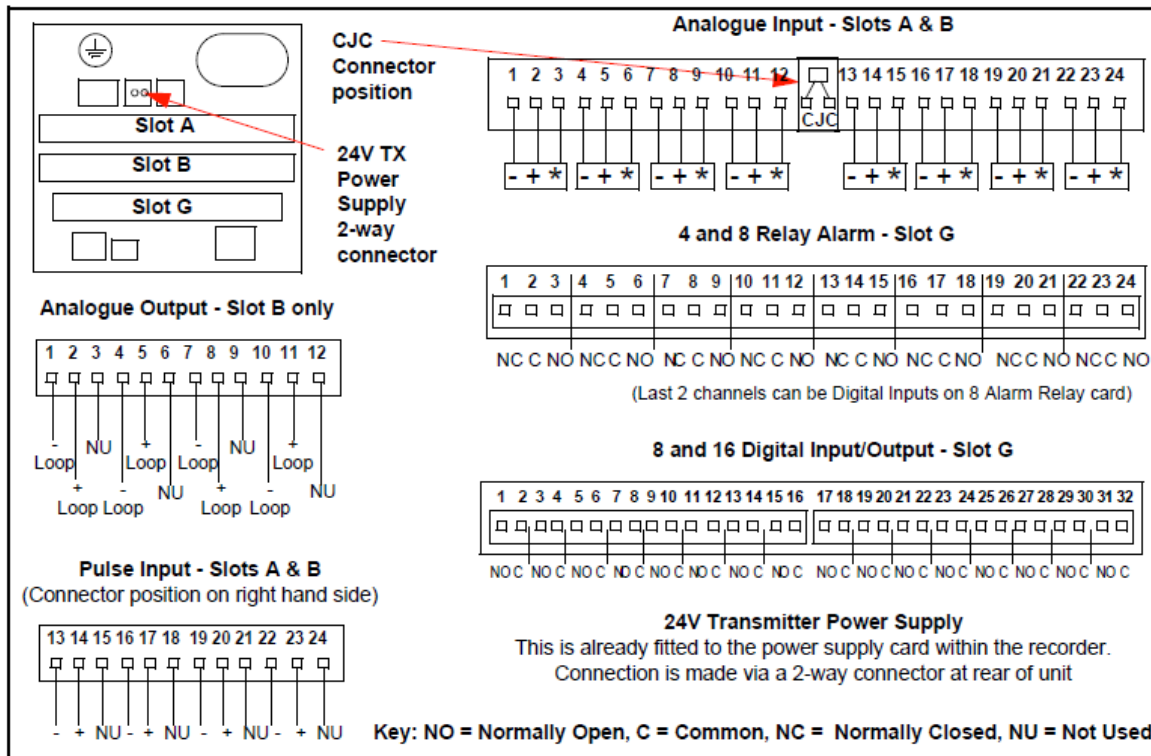 CJC
Connector
position
24V TX
Power
Supply
2-way
connector
Slot A
Slot B
Slot G
Analogue Input - Slots A & B
1 2 3 4 5 6 7 8 9 10 11 12 13 14 15 16 17 18 19 20 21 22 23 24
CJC
- + * - + * - + * - + * - + * - + * - + * - + *
4 and 8 Relay Alarm - Slot G
1 2 3 4 5 6 7 8 9 10 11 12 13 14 15 16 17 18 19 20 21 22 23 24
NC C NO NC C NO NC C NO NC C NO NC C NO NC C NO NC C NO NC C NO
(Last 2 channels can be Digital Inputs on 8 Alarm Relay card)
Analogue Output - Slot B only
1 2 3 4 5 6 7 8 9 10 11 12
- NU + - NU +
Loop Loop Loop Loop
+ - NU + - NU
Loop Loop Loop Loop
8 and 16 Digital Input/Output - Slot G
1 2 3 4 5 6 7 8 9 10 11 12 13 14 15 16 17 18 19 20 21 22 23 24 25 26 27 28 29 30 31 32
NO C NO C NO C NO C NO C NO C NO C NO C NO C NO C NO C NO C NO C NO C NO C NO C
Pulse Input - Slots A & B
(Connector position on right hand side)
13 14 15 16 17 18 19 20 21 22 23 24
- + NU - + NU - + NU - + NU
24V Transmitter Power Supply
This is already fitted to the power supply card within the recorder.
Connection is made via a 2-way connector at rear of unit
Key: NO = Normally Open, C = Common, NC = Normally Closed, NU = Not Used